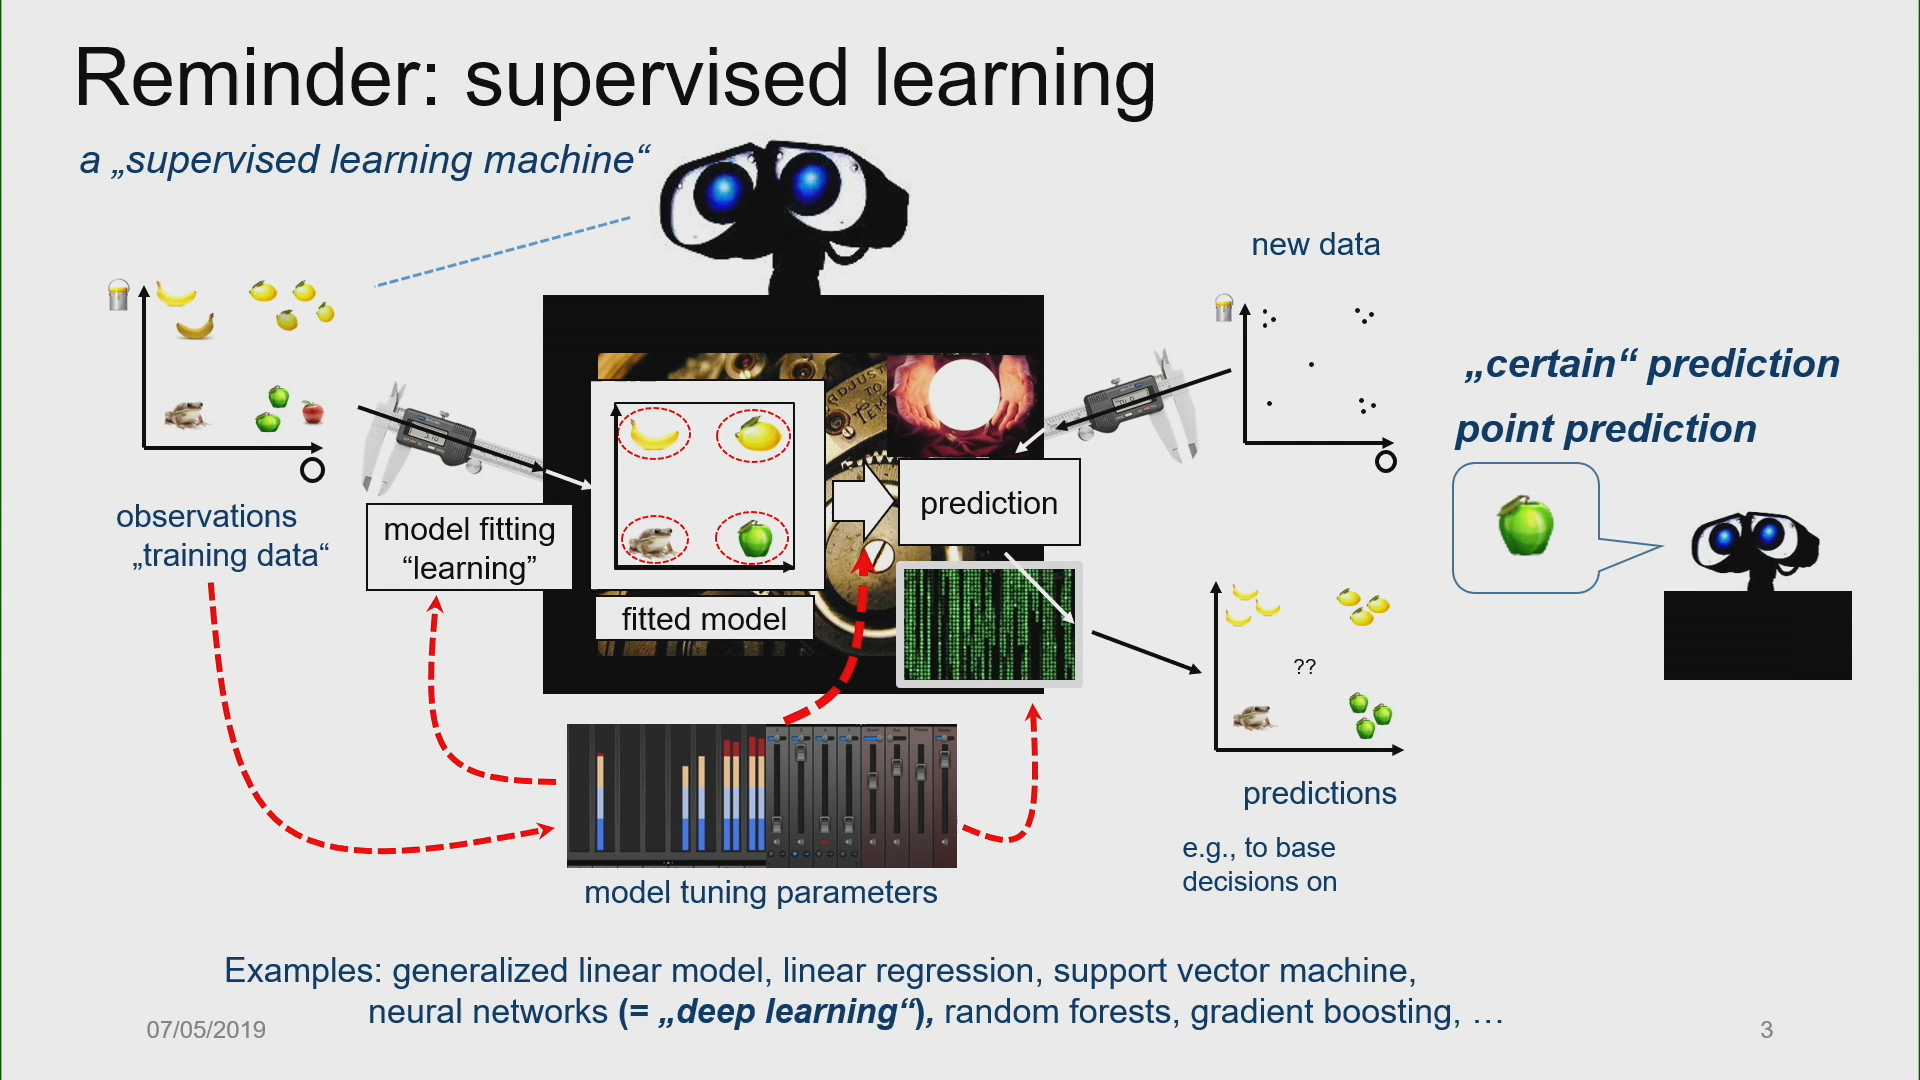 Reminder: supervised learning
a „supervised learning machine“
new data
„certain“ prediction
point prediction
observations
„training data“
model fitting
“learning”
fitted model
prediction
??
predictions
e.g., to base
decisions on
model tuning parameters
Examples: generalized linear model, linear regression, support vector machine,
neural networks (= „deep learning“), random forests, gradient boosting, …
07/05/2019
3